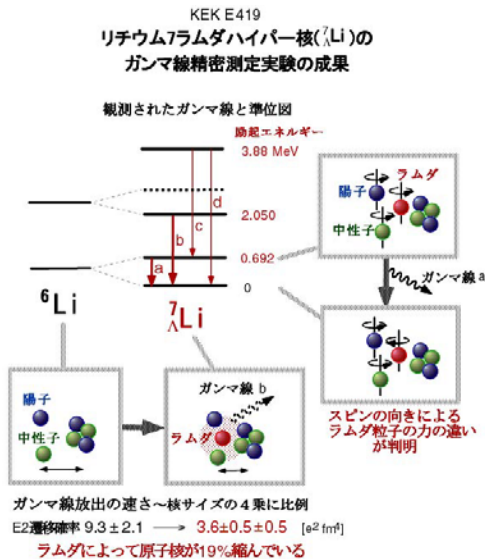 KEK E419
リチウム7ラムダハイパー核(⁷ΛLi)の
ガンマ線精密測定実験の成果
観測されたガンマ線と準位図
励起エネルギー
3.88 MeV
2.050
0.692
0
a
b
c
d
⁶Li
⁷ΛLi
ラムダ
陽子
中性子
ガンマ線 a
スピンの向きによる
ラムダ粒子の力の違い
が判明
陽子
中性子
ガンマ線 b
ラムダ
ガンマ線放出の速さ〜核サイズの4乗に比例
E2遷移確率 9.3±2.1 → 3.6±0.5±0.5 [e² fm⁴]
ラムダによって原子核が19%縮んでいる